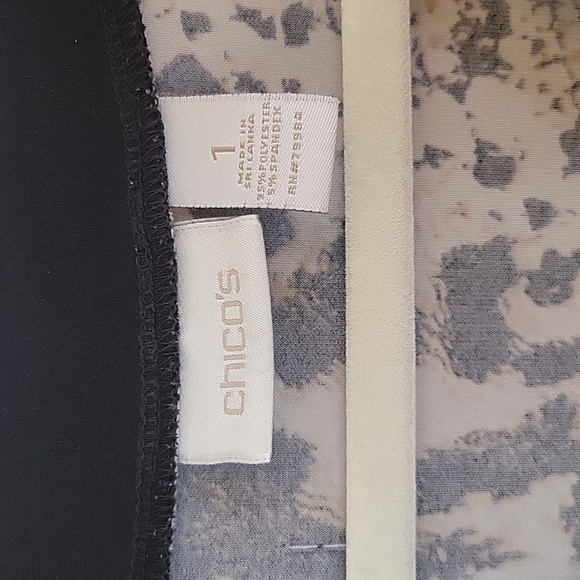 1
MADE IN
SRI LANKA
95% POLYESTER
5% SPANDEX
RN#79984
chico's